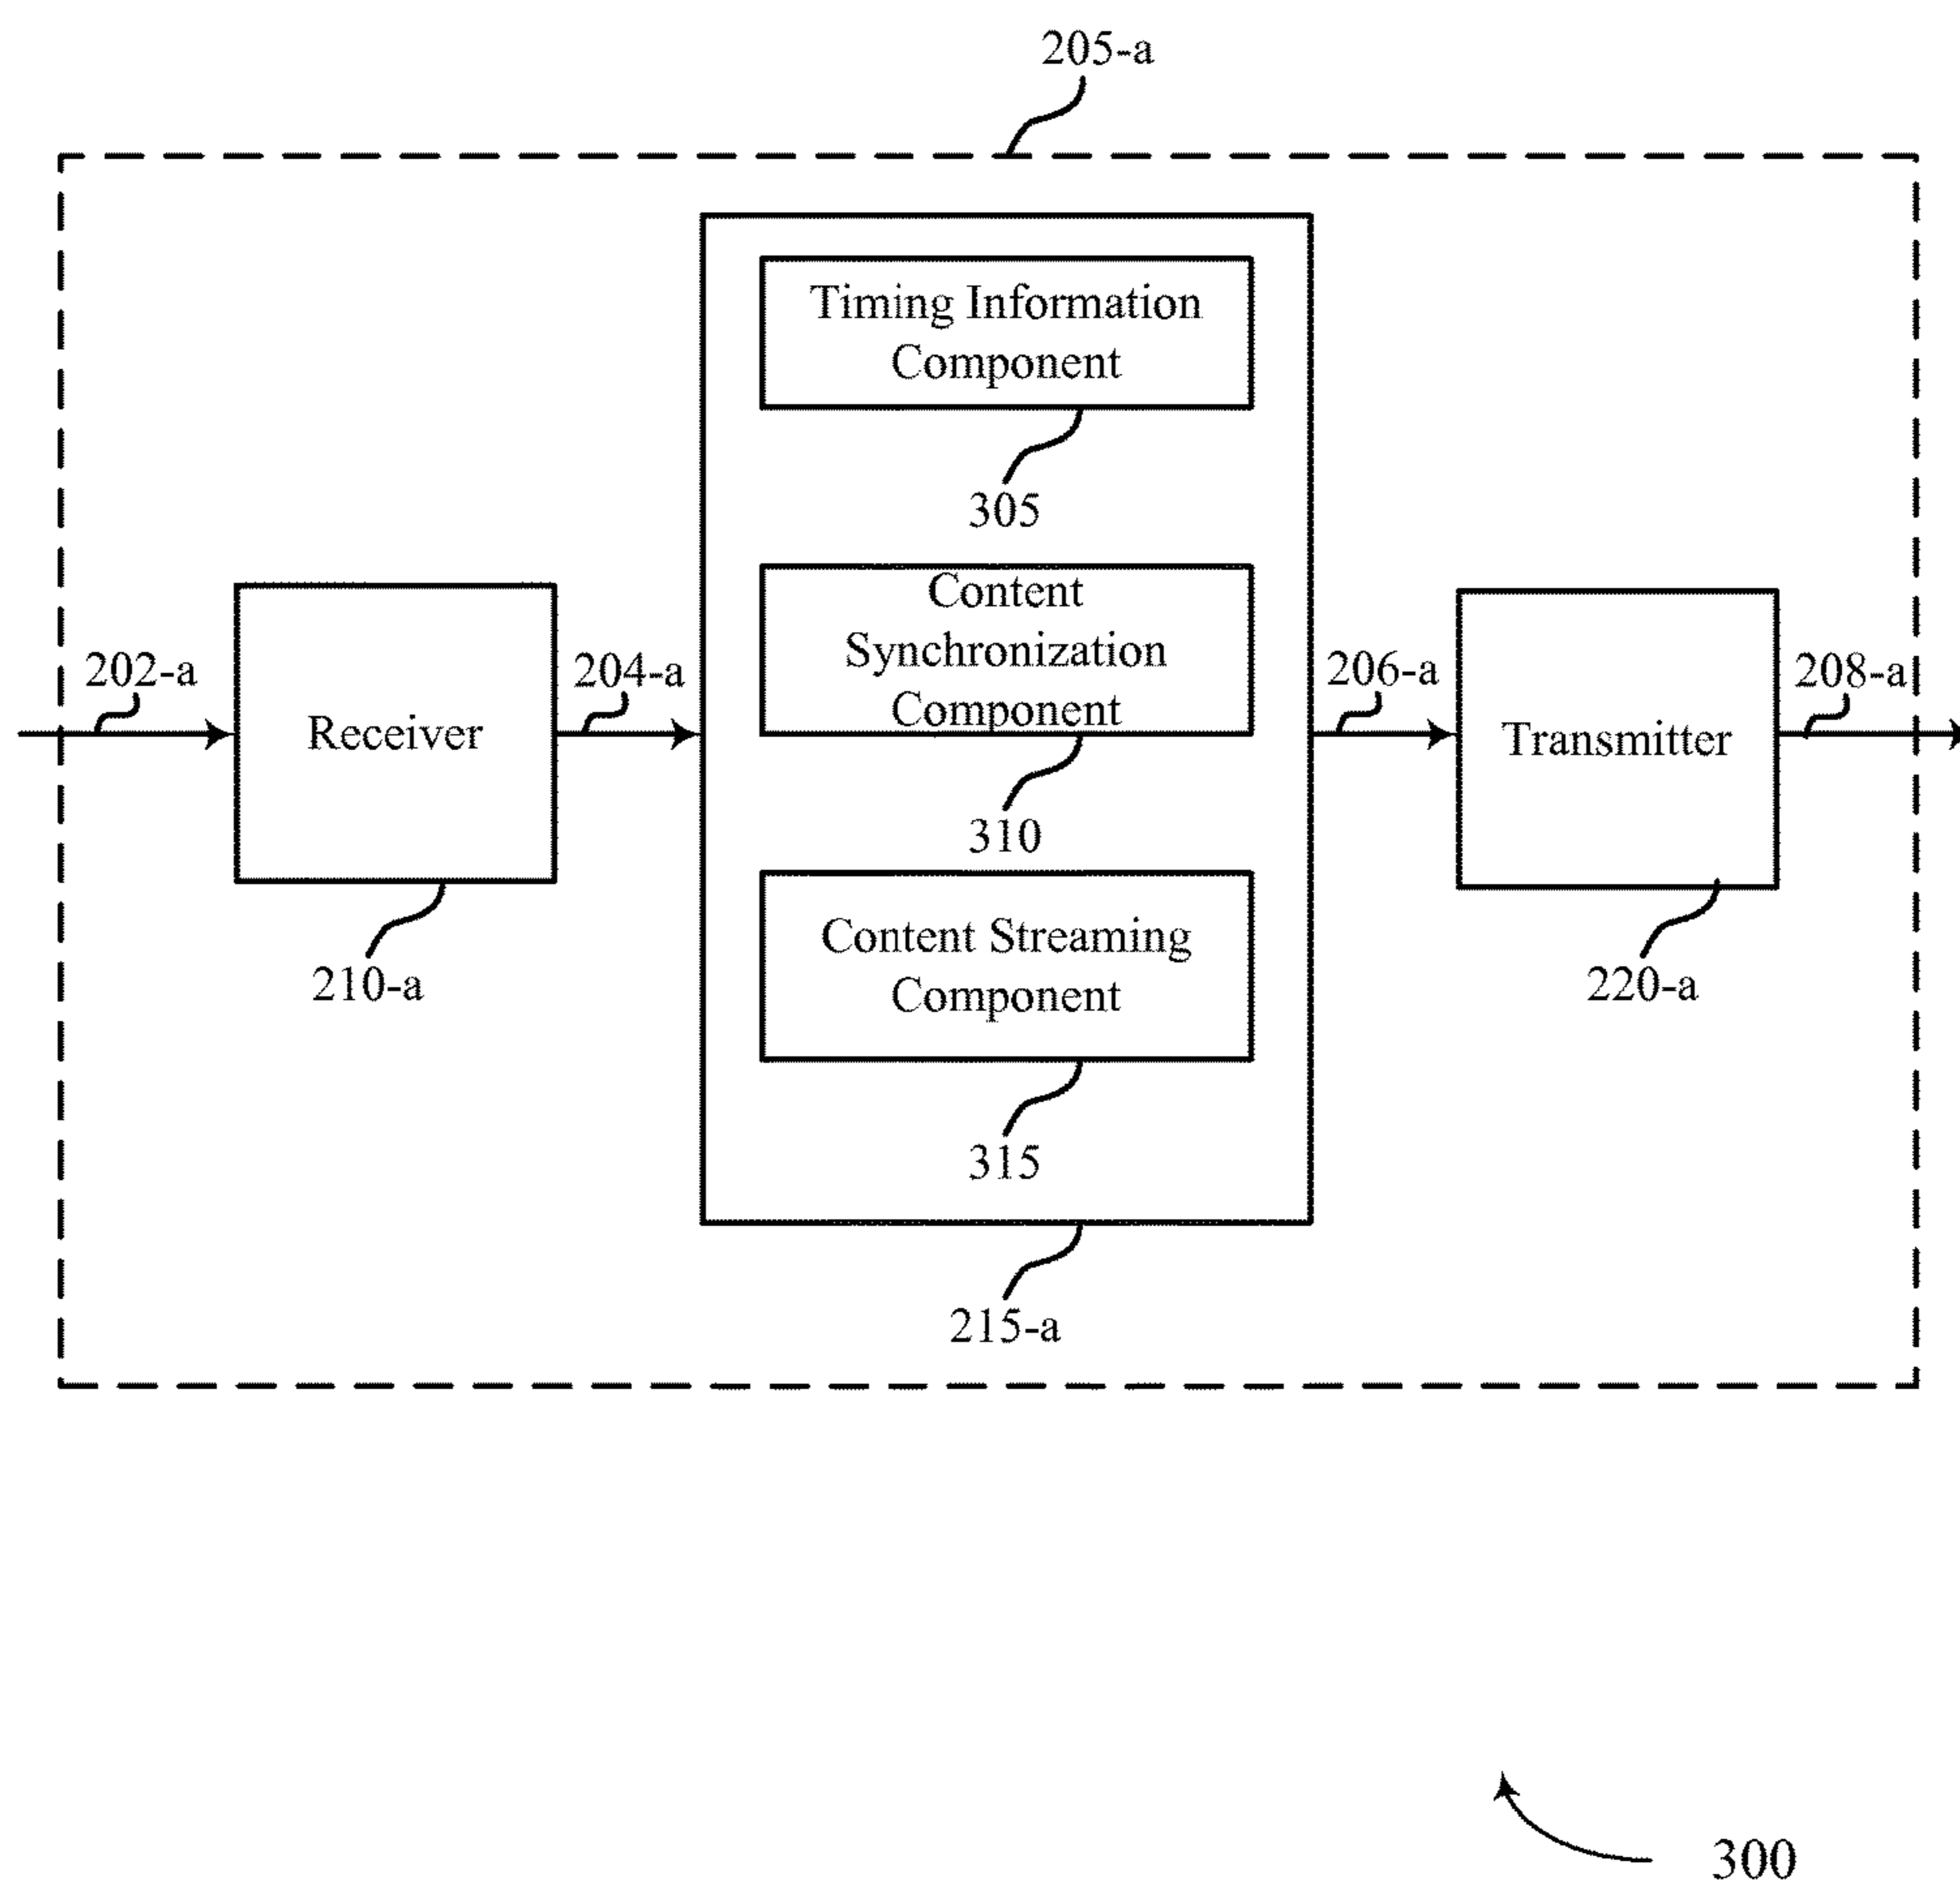 205-a
Timing Information
Component
305
Content
Synchronization
Component
310
Content Streaming
Component
315
215-a
202-a
Receiver
210-a
204-a
206-a
Transmitter
220-a
208-a
300